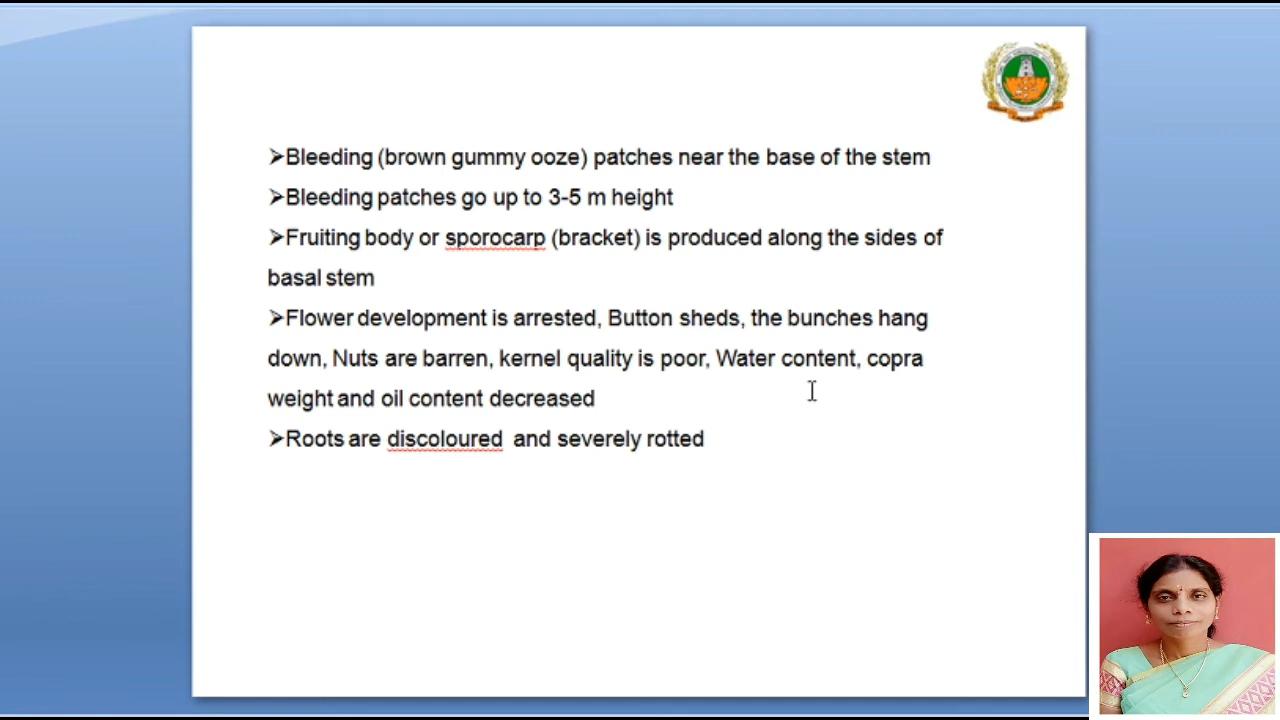 ➢Bleeding (brown gummy ooze) patches near the base of the stem
➢Bleeding patches go up to 3-5 m height
➢Fruiting body or sporocarp (bracket) is produced along the sides of
basal stem
➢Flower development is arrested, Button sheds, the bunches hang
down, Nuts are barren, kernel quality is poor, Water content, copra
weight and oil content decreased
➢Roots are discoloured and severely rotted